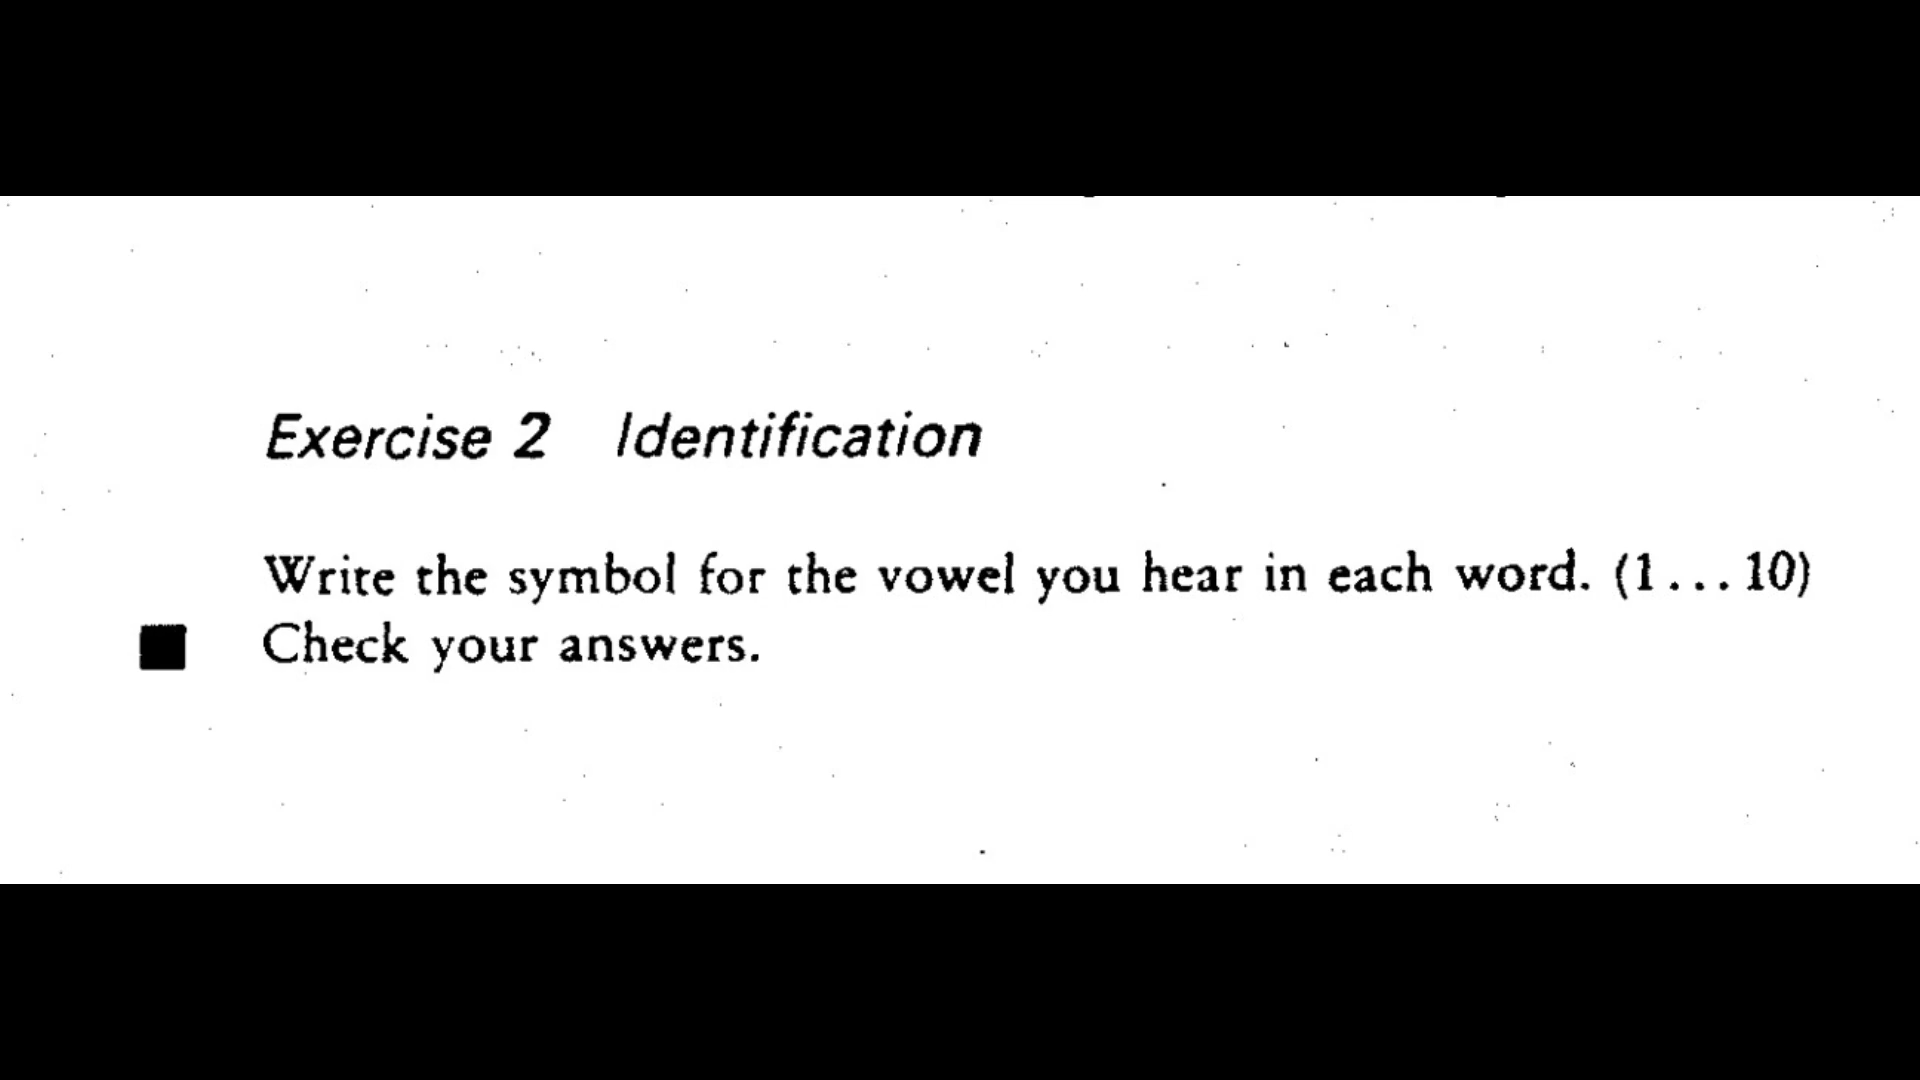 Exercise 2 Identification
Write the symbol for the vowel you hear in each word. (1...10)
Check your answers.